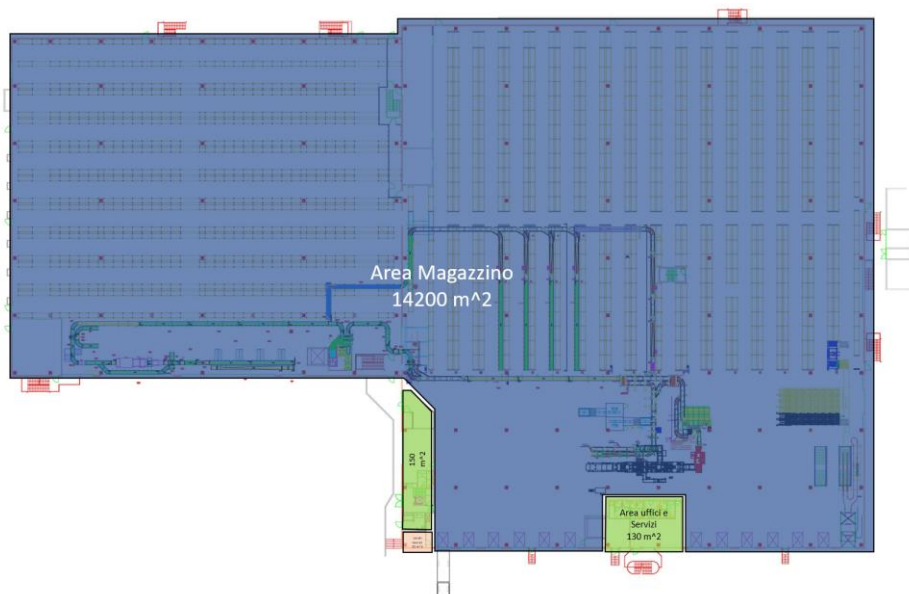 Area Magazzino
14200 m^2
150
m^2
Area uffici e
Servizi
130 m^2